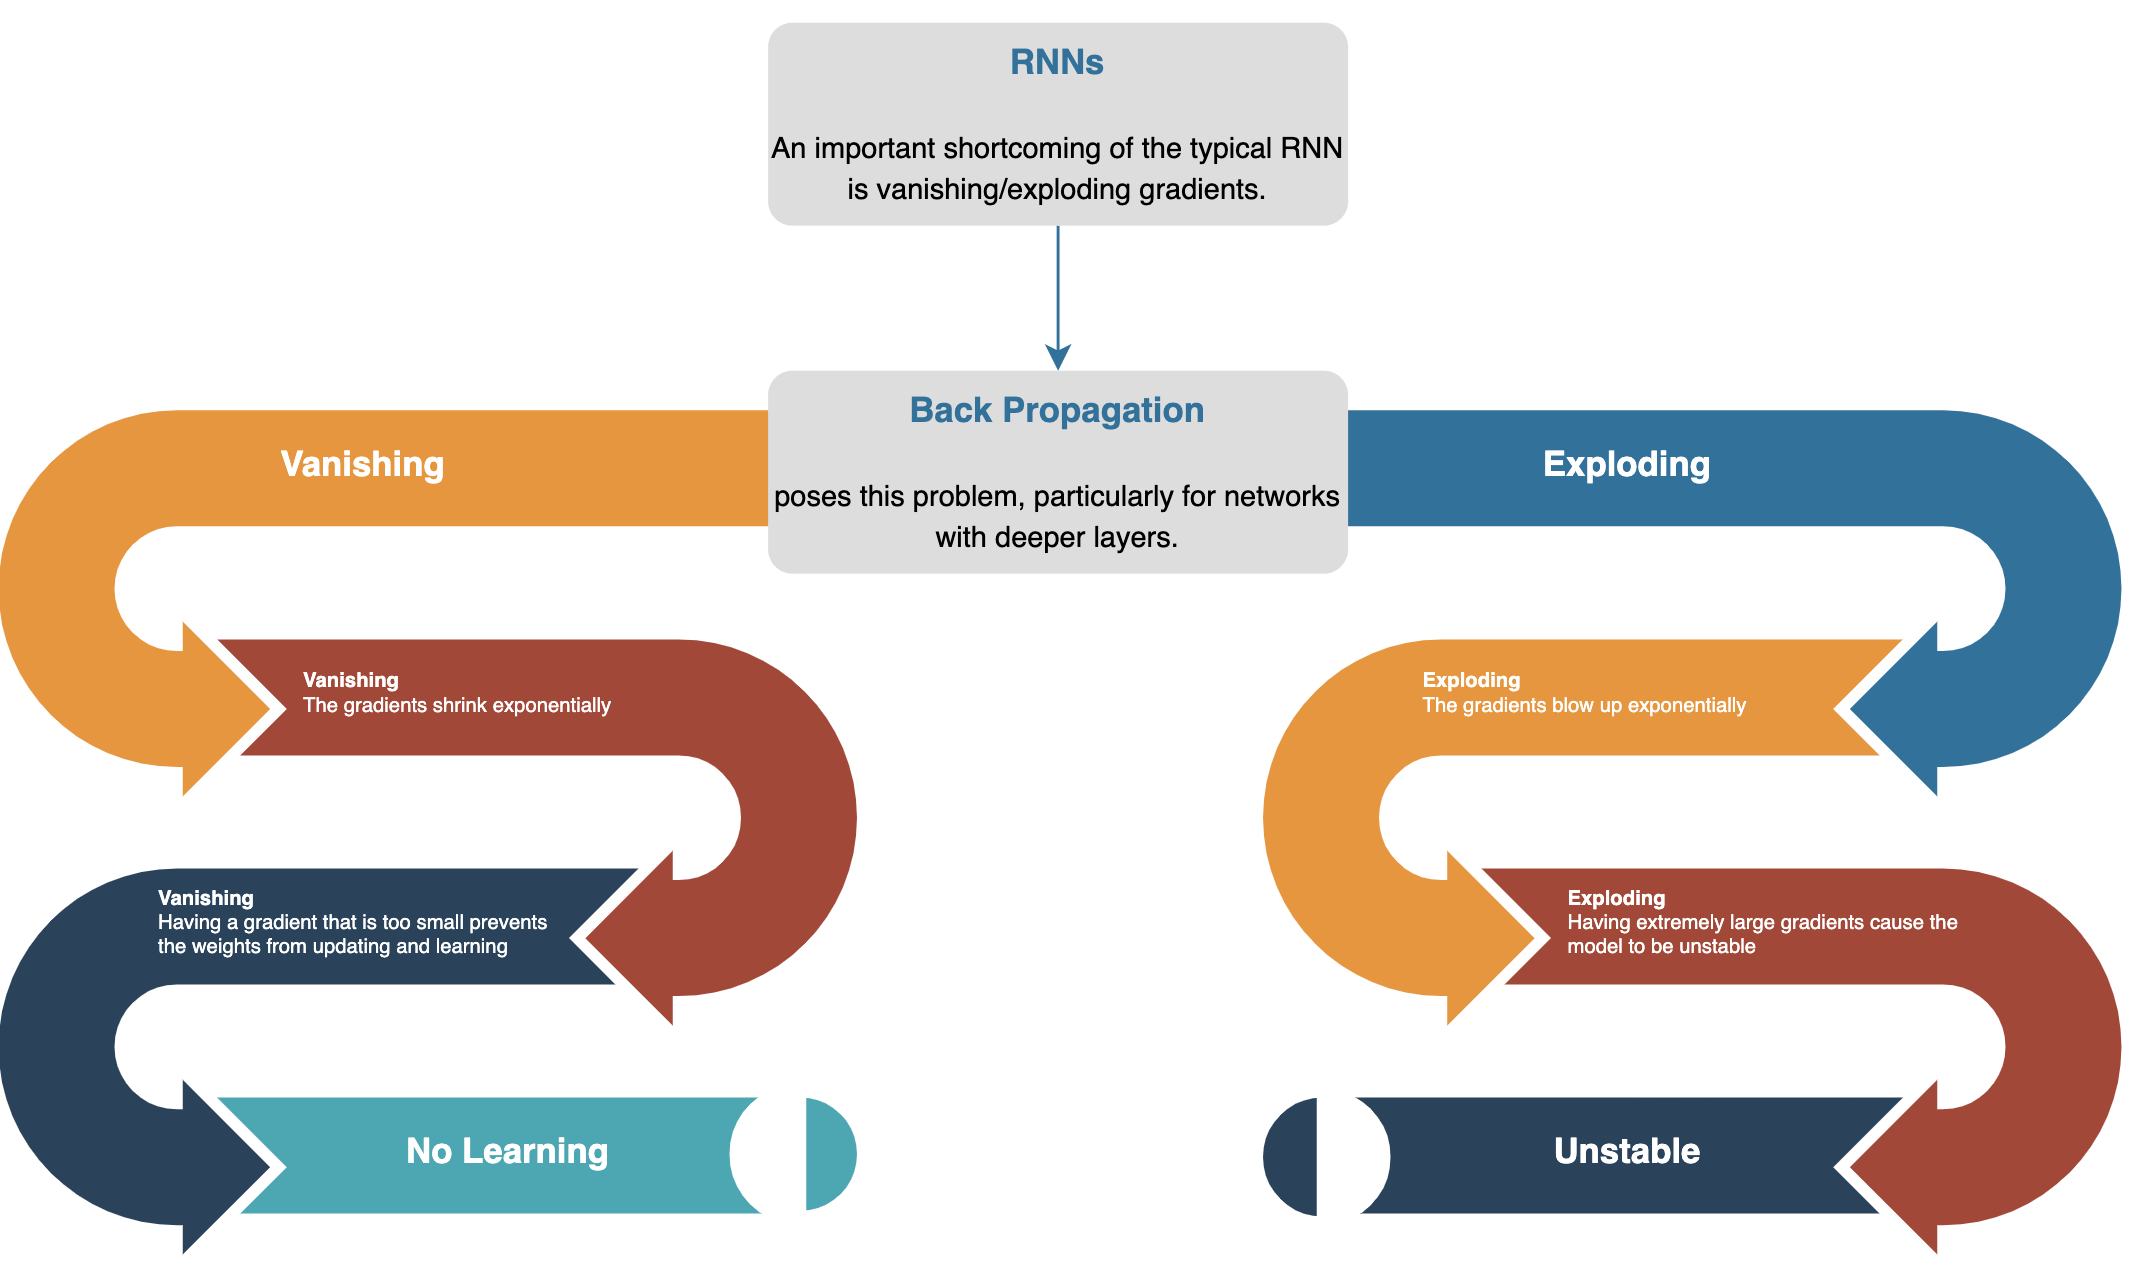 RNNs
An important shortcoming of the typical RNN
is vanishing/exploding gradients.
Back Propagation
poses this problem, particularly for networks
with deeper layers.
Vanishing
Exploding
Vanishing
The gradients shrink exponentially
Exploding
The gradients blow up exponentially
Vanishing
Having a gradient that is too small prevents
the weights from updating and learning
Exploding
Having extremely large gradients cause the
model to be unstable
No Learning
Unstable